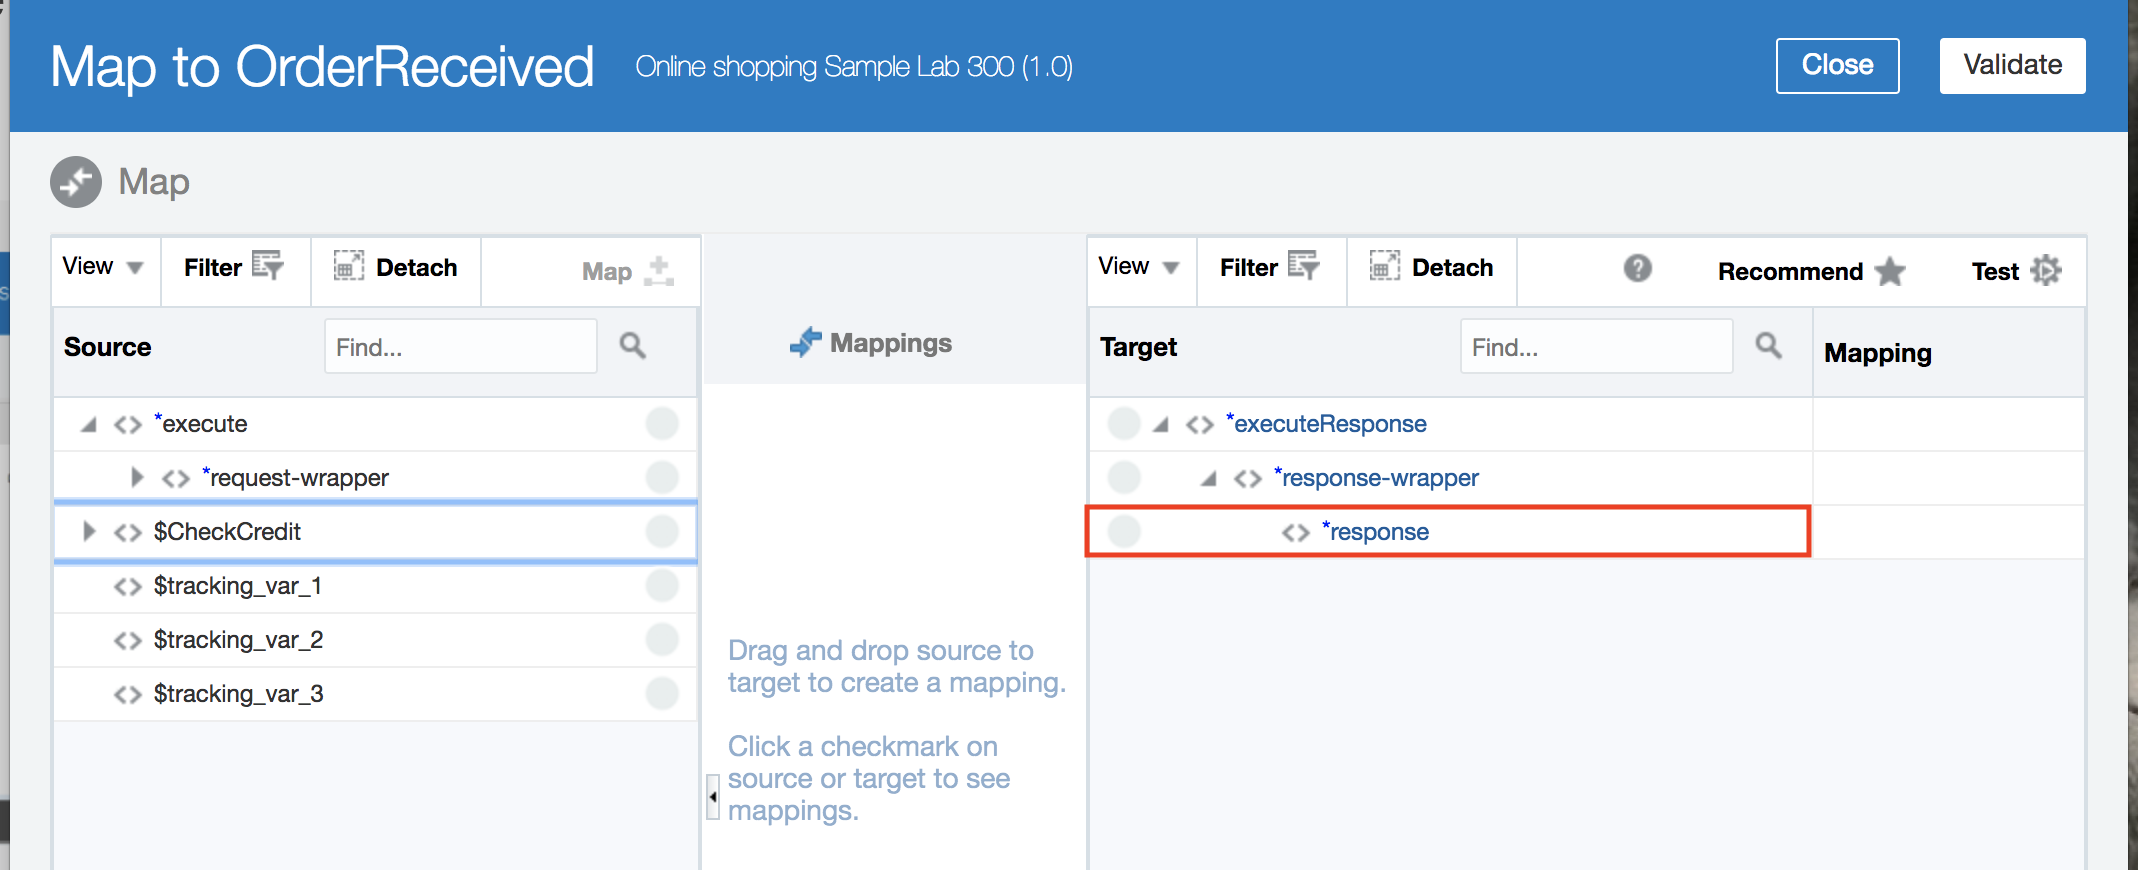 Map to OrderReceived Online shopping Sample Lab 300 (1.0) Close Validate
Map
View Filter Detach Map
Source Find...
*execute
*request-wrapper
$CheckCredit
$tracking_var_1
$tracking_var_2
$tracking_var_3
Mappings
Drag and drop source to
target to create a mapping.
Click a checkmark on
source or target to see
mappings.
View Filter Detach ? Recommend Test
Target Find... Mapping
*executeResponse
*response-wrapper
*response